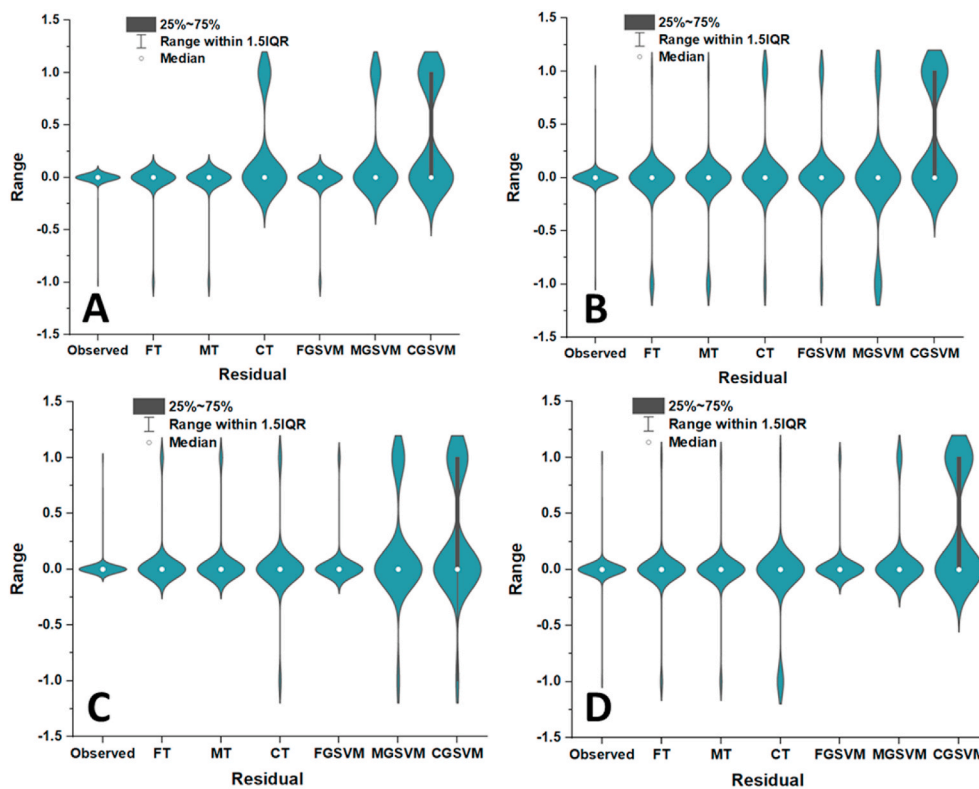 1.5
1.0
0.5
0.0
-0.5
-1.0
-1.5
Range
25%~75%
Range within 1.5IQR
Median
A
Observed FT MT CT FGSVM MGSVM CGSVM
Residual
1.5
1.0
0.5
0.0
-0.5
-1.0
-1.5
Range
25%~75%
Range within 1.5IQR
Median
B
Observed FT MT CT FGSVM MGSVM CGSVM
Residual
1.5
1.0
0.5
0.0
-0.5
-1.0
-1.5
Range
25%~75%
Range within 1.5IQR
Median
C
Observed FT MT CT FGSVM MGSVM CGSVM
Residual
1.5
1.0
0.5
0.0
-0.5
-1.0
-1.5
Range
25%~75%
Range within 1.5IQR
Median
D
Observed FT MT CT FGSVM MGSVM CGSVM
Residual